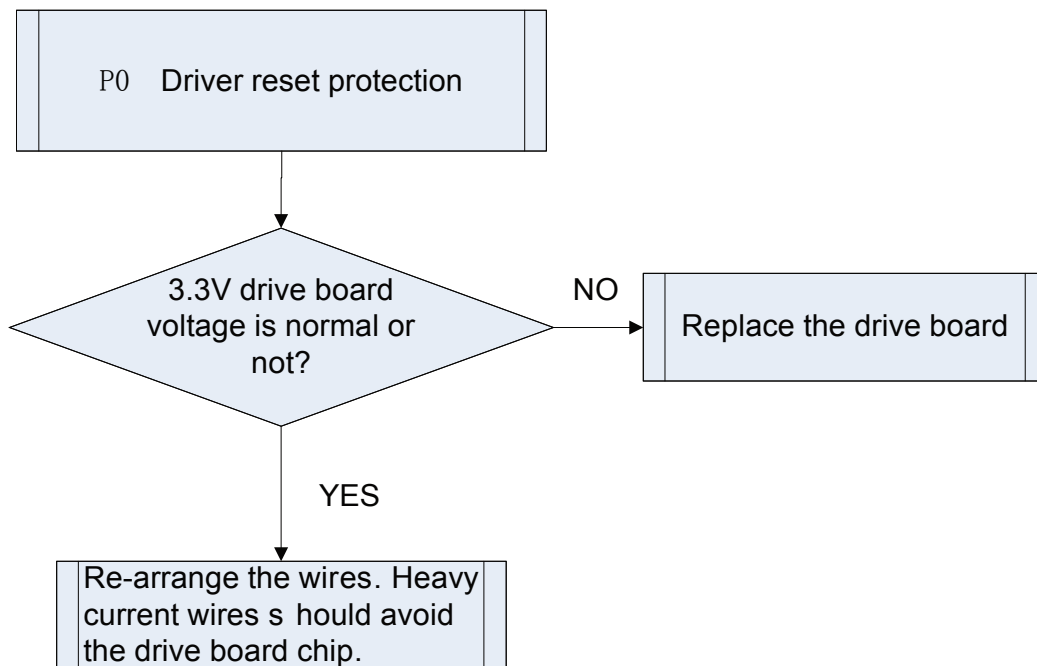 P0 Driver reset protection
3.3V drive board
voltage is normal or
not?
NO
Replace the drive board
YES
Re-arrange the wires. Heavy
current wires s hould avoid
the drive board chip.